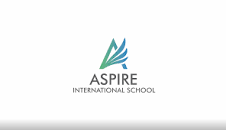 ASPIRE
INTERNATIONAL SCHOOL